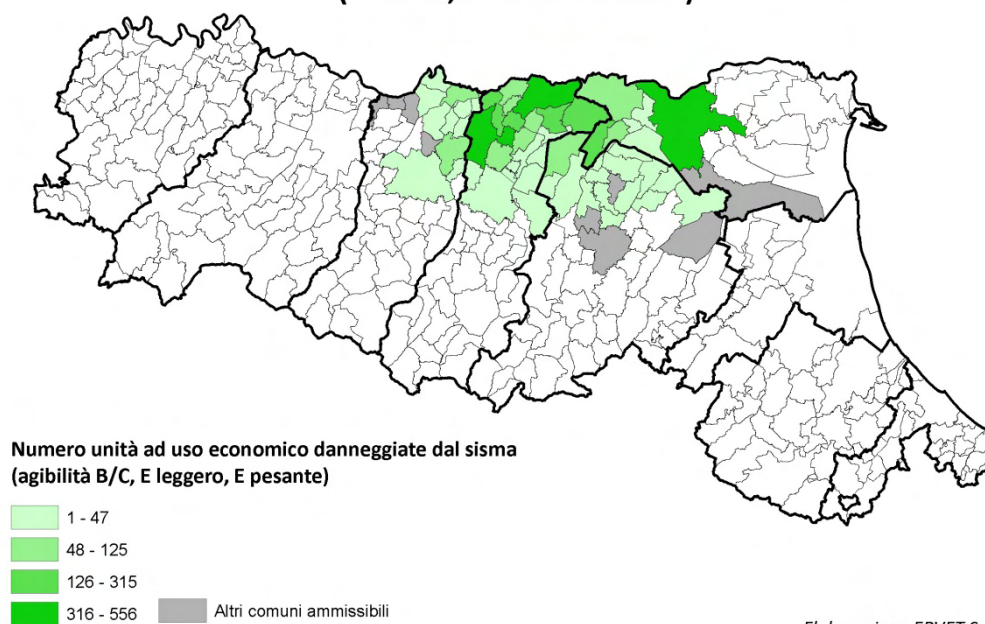 Numero unità ad uso economico danneggiate dal sisma
(agibilità B/C, E leggero, E pesante)
1 - 47
48 - 125
126 - 315
316 - 556
Altri comuni ammissibili